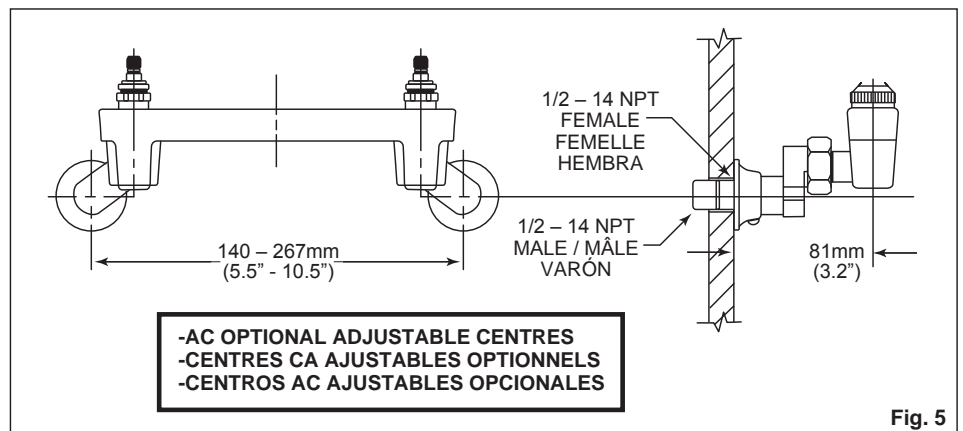 1/2 – 14 NPT
FEMALE
FEMELLE
HEMBRA
1/2 – 14 NPT
MALE / MÂLE
VARÓN
140 – 267mm
(5.5” - 10.5”)
81mm
(3.2”)
-AC OPTIONAL ADJUSTABLE CENTRES
-CENTRES CA AJUSTABLES OPTIONNELS
-CENTROS AC AJUSTABLES OPCIONALES
Fig. 5